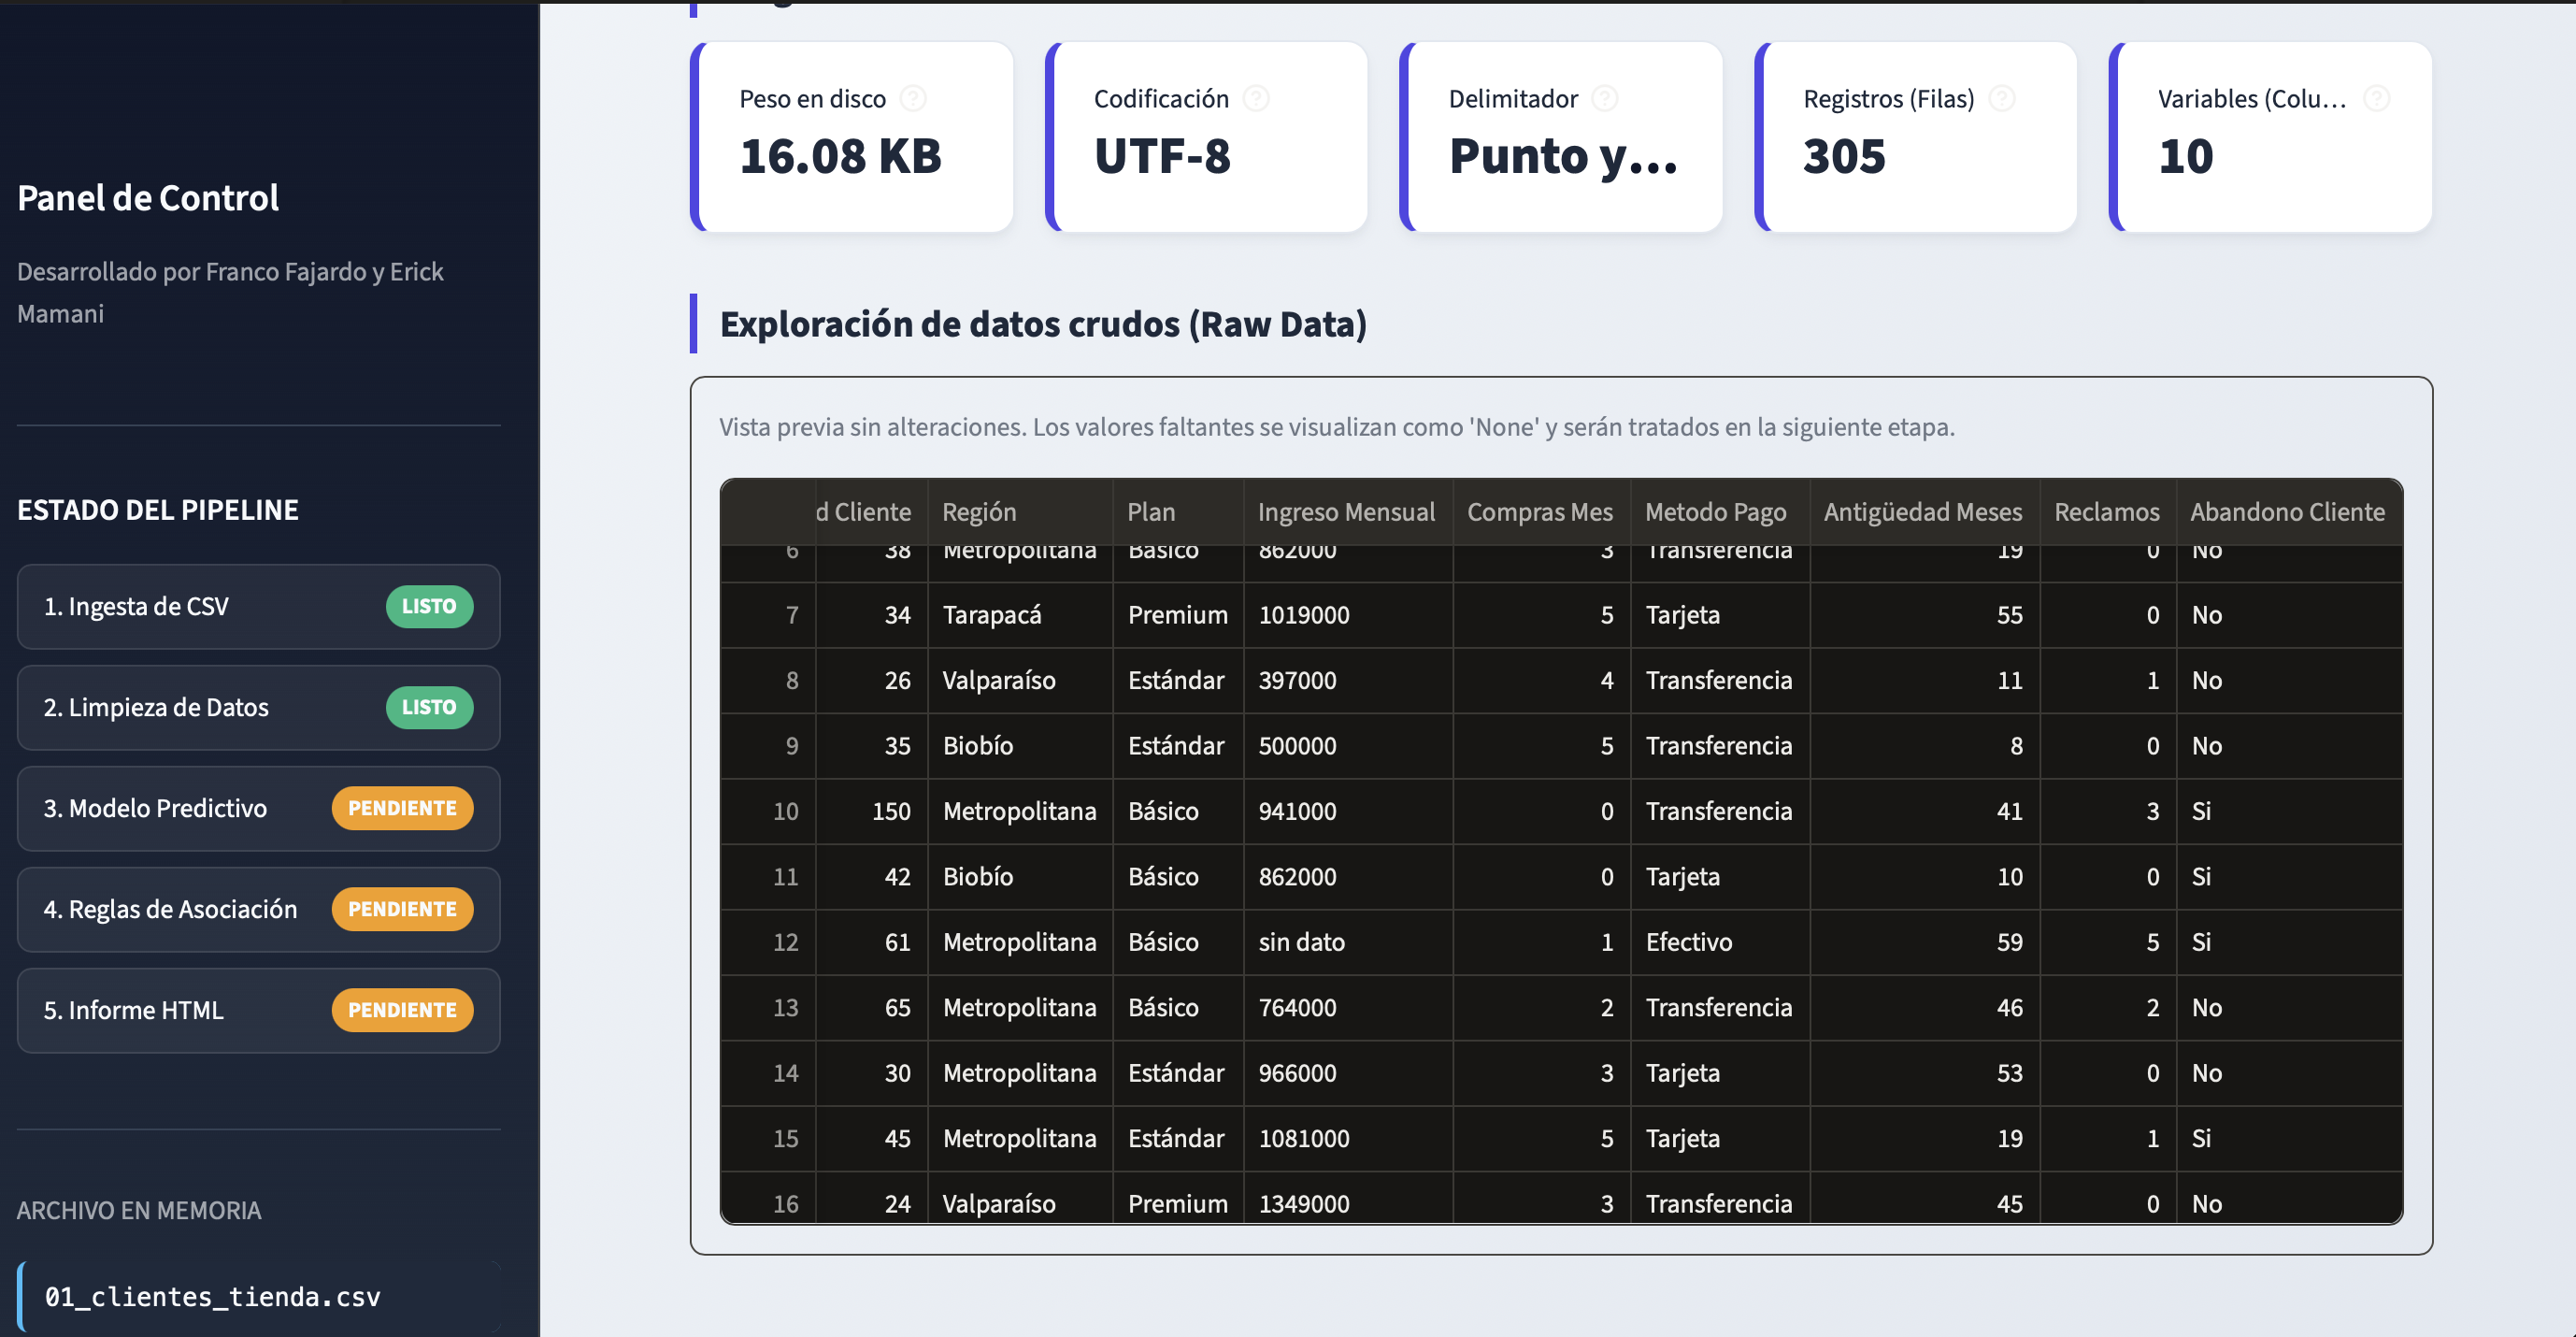 Panel de Control
Desarrollado por Franco Fajardo y Erick
Mamani
ESTADO DEL PIPELINE
1. Ingesta de CSV LISTO
2. Limpieza de Datos LISTO
3. Modelo Predictivo PENDIENTE
4. Reglas de Asociación PENDIENTE
5. Informe HTML PENDIENTE
ARCHIVO EN MEMORIA
01_clientes_tienda.csv
Peso en disco
16.08 KB
Codificación
UTF-8
Delimitador
Punto y...
Registros (Filas)
305
Variables (Colu...
10
Exploración de datos crudos (Raw Data)
Vista previa sin alteraciones. Los valores faltantes se visualizan como 'None' y serán tratados en la siguiente etapa.
d Cliente Región Plan Ingreso Mensual Compras Mes Metodo Pago Antigüedad Meses Reclamos Abandono Cliente
6 38 Metropolitana Básico 862000 3 Transferencia 19 0 No
7 34 Tarapacá Premium 1019000 5 Tarjeta 55 0 No
8 26 Valparaíso Estándar 397000 4 Transferencia 11 1 No
9 35 Biobío Estándar 500000 5 Transferencia 8 0 No
10 150 Metropolitana Básico 941000 0 Transferencia 41 3 Si
11 42 Biobío Básico 862000 0 Tarjeta 10 0 Si
12 61 Metropolitana Básico sin dato 1 Efectivo 59 5 Si
13 65 Metropolitana Básico 764000 2 Transferencia 46 2 No
14 30 Metropolitana Estándar 966000 3 Tarjeta 53 0 No
15 45 Metropolitana Estándar 1081000 5 Tarjeta 19 1 Si
16 24 Valparaíso Premium 1349000 3 Transferencia 45 0 No